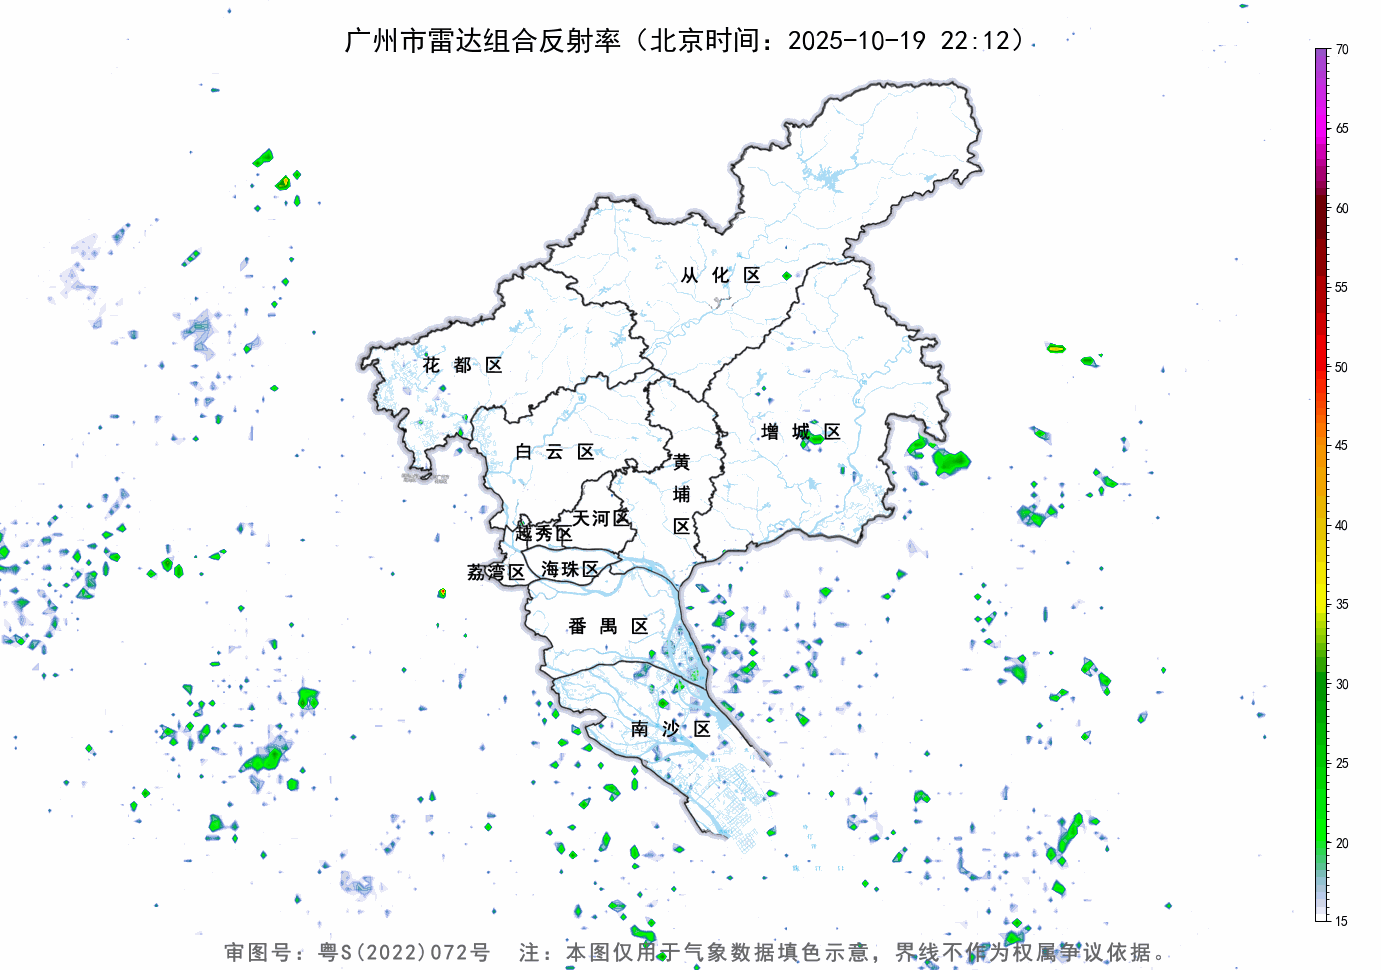 广州市雷达组合反射率（北京时间：2025-10-19 22:12）
70
65
60
55
50
45
40
35
30
25
20
15
从化区
花都区
增城区
白云区
黄埔区
天河区
越秀区
荔湾区
海珠区
番禺区
南沙区
审图号：粤S(2022)072号 注：本图仅用于气象数据填色示意，界线不作为权属争议依据。